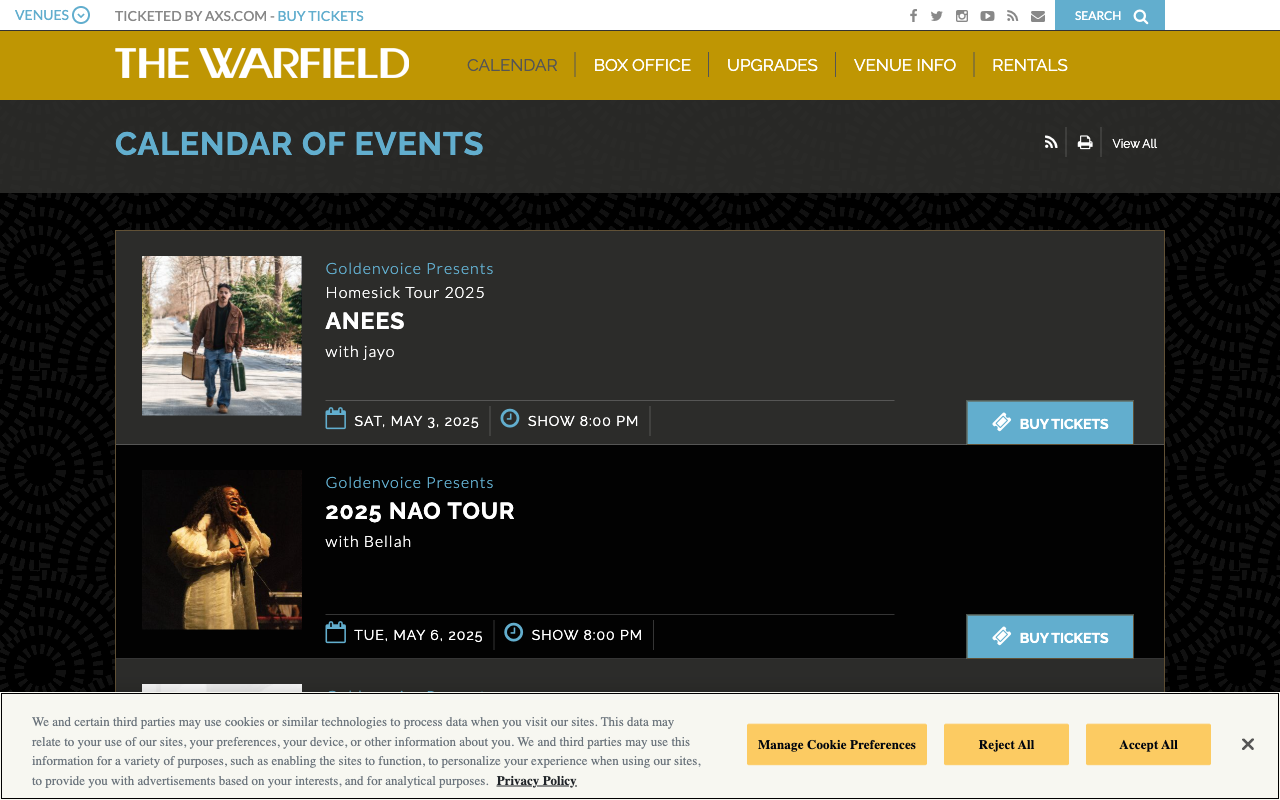 VENUES
TICKETED BY AXS.COM - BUY TICKETS
SEARCH
THE WARFIELD
CALENDAR
BOX OFFICE
UPGRADES
VENUE INFO
RENTALS
CALENDAR OF EVENTS
View All
Goldenvoice Presents
Homesick Tour 2025
ANEES
with jayo
SAT, MAY 3, 2025
SHOW 8:00 PM
BUY TICKETS
Goldenvoice Presents
2025 NAO TOUR
with Bellah
TUE, MAY 6, 2025
SHOW 8:00 PM
BUY TICKETS
We and certain third parties may use cookies or similar technologies to process data when you visit our sites. This data may
relate to your use of our sites, your preferences, your device, or other information about you. We and third parties may use this
information for a variety of purposes, such as enabling the sites to function, to personalize your experience when using our sites,
to provide you with advertisements based on your interests, and for analytical purposes. Privacy Policy
Manage Cookie Preferences
Reject All
Accept All